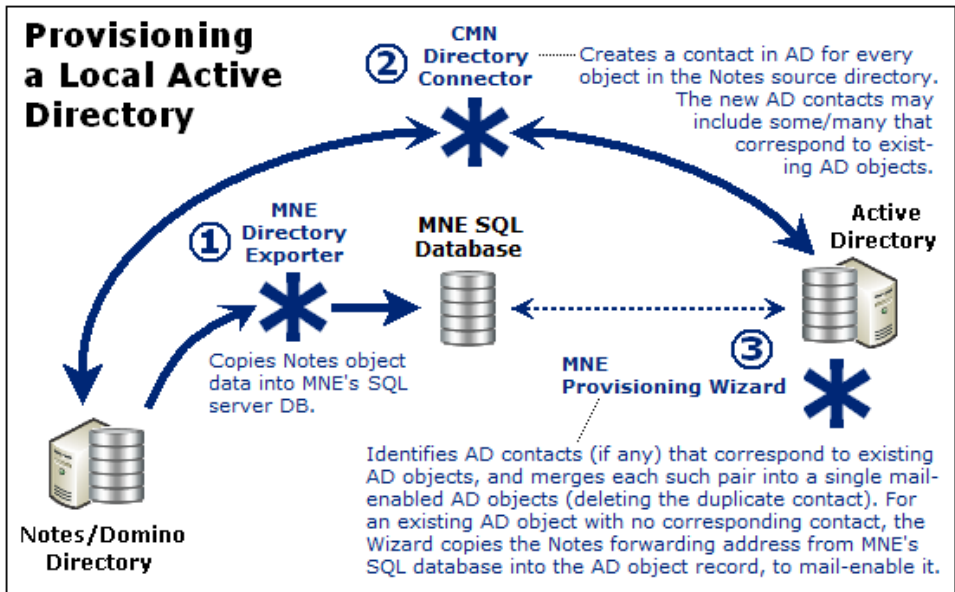 Provisioning
a Local Active
Directory
2
CMN
Directory
Connector
Creates a contact in AD for every
object in the Notes source directory.
The new AD contacts may
include some/many that
correspond to exist-
ing AD objects.
1
MNE
Directory
Exporter
Copies Notes object
data into MNE's SQL
server DB.
MNE SQL
Database
Active
Directory
3
MNE
Provisioning Wizard
Identifies AD contacts (if any) that correspond to existing
AD objects, and merges each such pair into a single mail-
enabled AD objects (deleting the duplicate contact). For
an existing AD object with no corresponding contact, the
Wizard copies the Notes forwarding address from MNE's
SQL database into the AD object record, to mail-enable it.
Notes/Domino
Directory